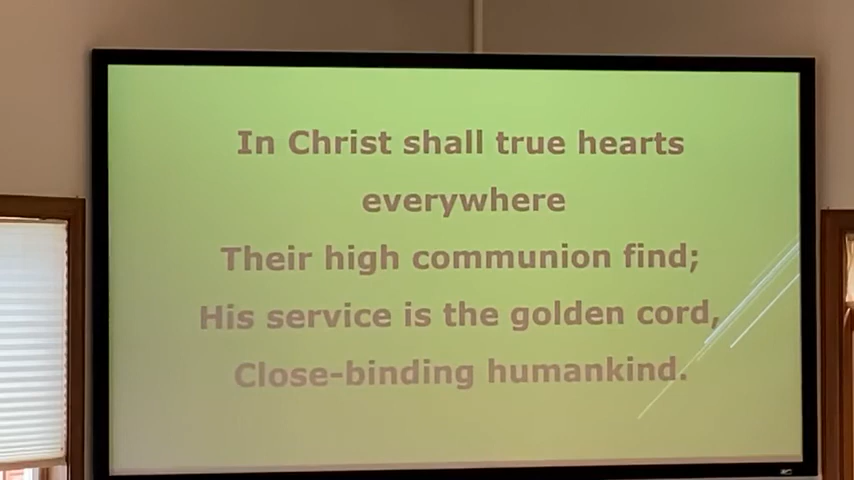 In Christ shall true hearts
everywhere
Their high communion find;
His service is the golden cord,
Close-binding humankind.